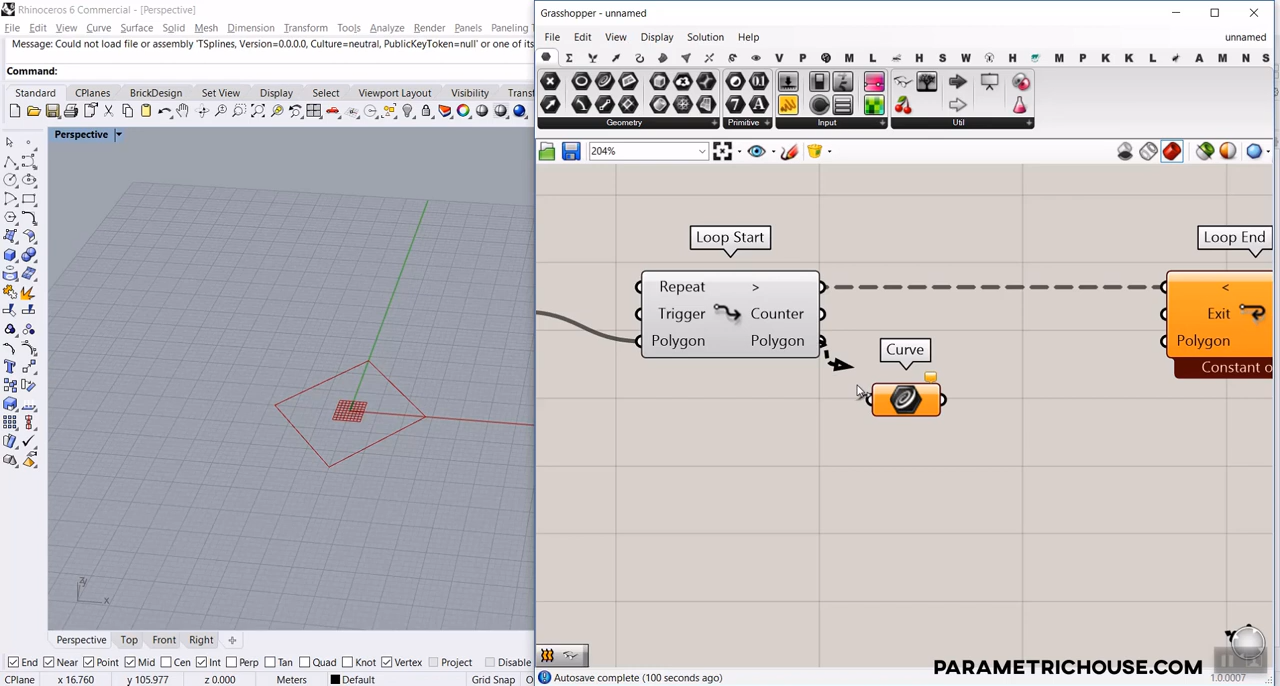 Rhinoceros 6 Commercial - [Perspective]
File Edit View Curve Surface Solid Mesh Dimension Transform Tools Analyze Render Panels Paneling
Message: Could not load file or assembly 'TSplines, Version=0.0.0.0, Culture=neutral, PublicKeyToken=null' or one of its
Command:
Standard CPlanes BrickDesign Set View Display Select Viewport Layout Visibility Trans
Perspective
z
y
x
Perspective Top Front Right
End Near Point Mid Cen Int Perp Tan Quad Knot Vertex Project Disable
CPlane x 16.760 y 105.977 z 0.000 Meters Default Grid Snap
Grasshopper - unnamed
File Edit View Display Solution Help unnamed
V P M L H S W H K K L A M N S
Geometry Primitive Input Util
204%
Loop Start
Repeat >
Trigger Counter
Polygon Polygon
Curve
Loop End
<
Exit
Polygon
Constant o
PARAMETRICHOUSE.COM
Autosave complete (100 seconds ago) 1.0.0007